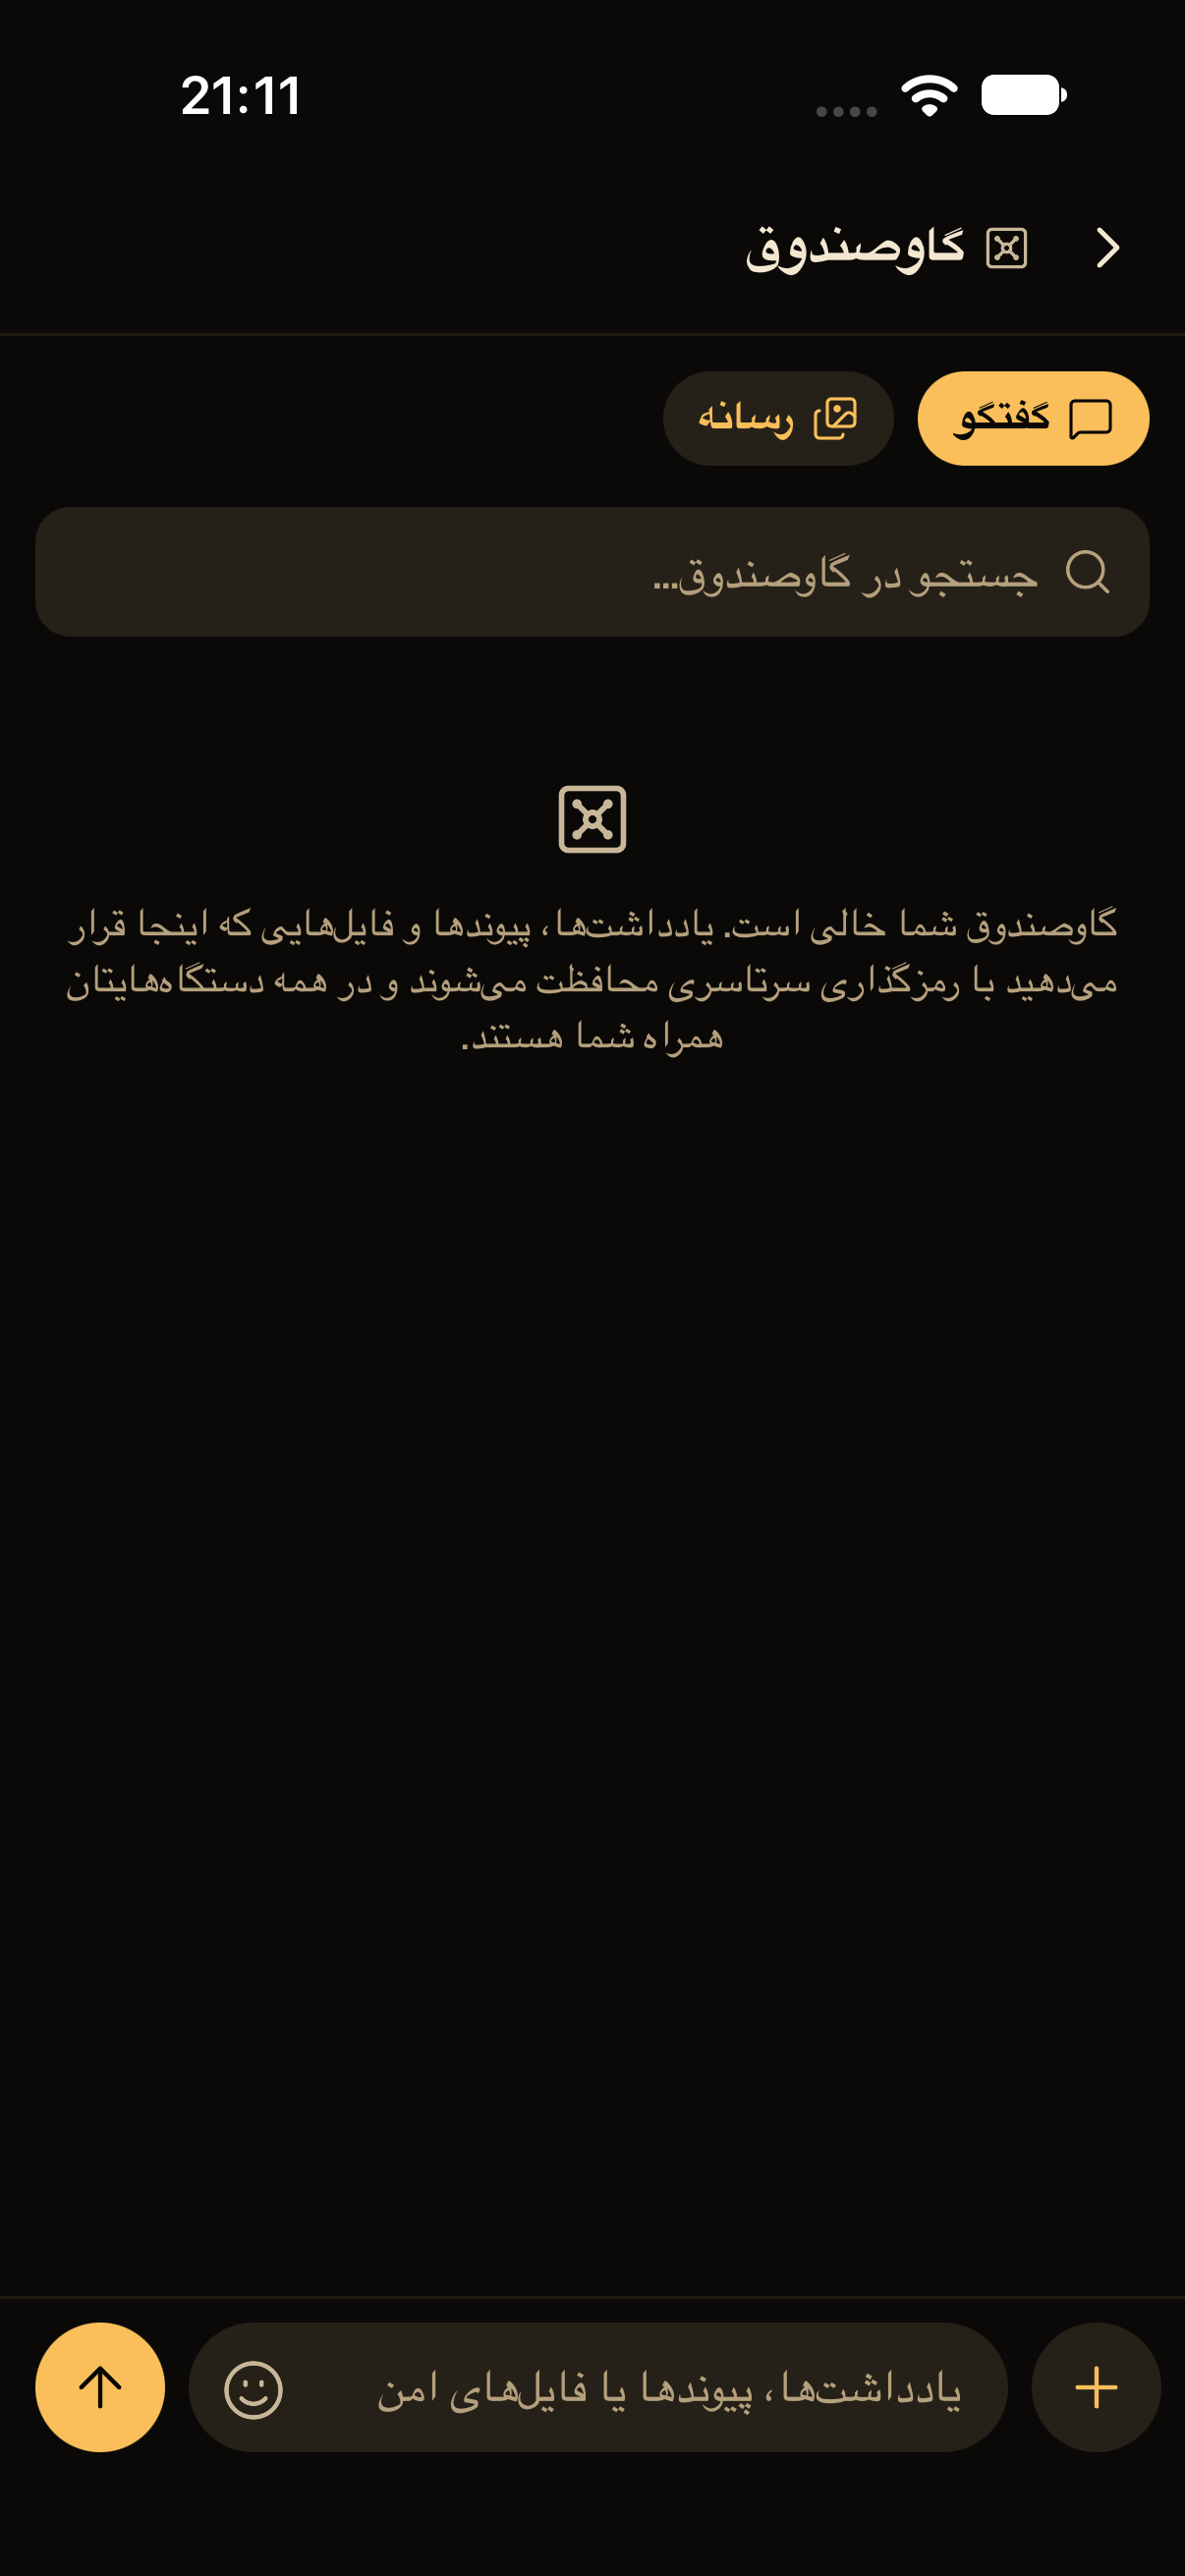 21:11
گاوصندوق
گفتگو
رسانه
جستجو در گاوصندوق...
گاوصندوق شما خالی است. یادداشت‌ها، پیوندها و فایل‌هایی که اینجا قرار
می‌دهید با رمزگذاری سرتاسری محافظت می‌شوند و در همه دستگاه‌هایتان
همراه شما هستند.
یادداشت‌ها، پیوندها یا فایل‌های امن